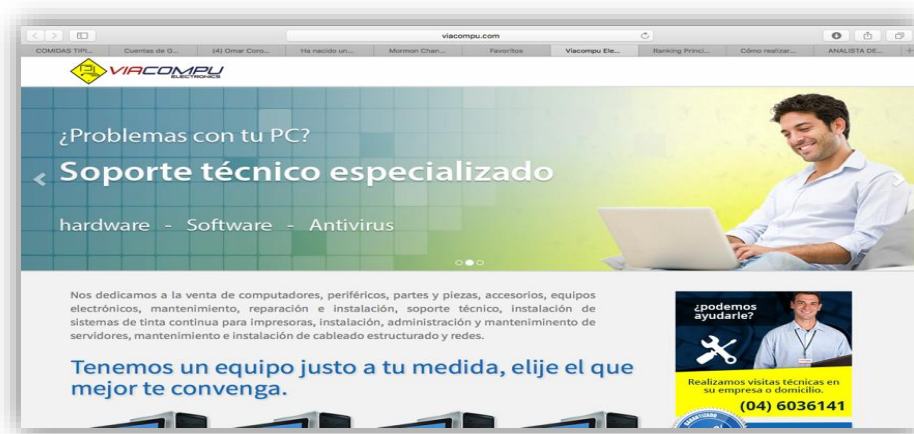 viacompu.com
COMIDAS TIPI... Cuentas de G... (4) Omar Cons... Ha nacido un... Mormon Chan... Favoritos Viacompu Ele... Ranking Princi... Cómo realizar... ANALISTA DE...
VIACOMPU
ELECTRONICS
¿Problemas con tu PC?
Soporte técnico especializado
hardware - Software - Antivirus
Nos dedicamos a la venta de computadores, periféricos, partes y piezas, accesorios, equipos
electrónicos, mantenimiento, reparación e instalación, soporte técnico, instalación de
sistemas de tinta continua para impresoras, instalación, administración y manteniminento de
servidores, mantenimiento e instalación de cableado estructurado y redes.
Tenemos un equipo justo a tu medida, elije el que
mejor te convenga.
¿podemos
ayudarle?
Realizamos visitas técnicas en
su empresa o domicilio.
(04) 6036141